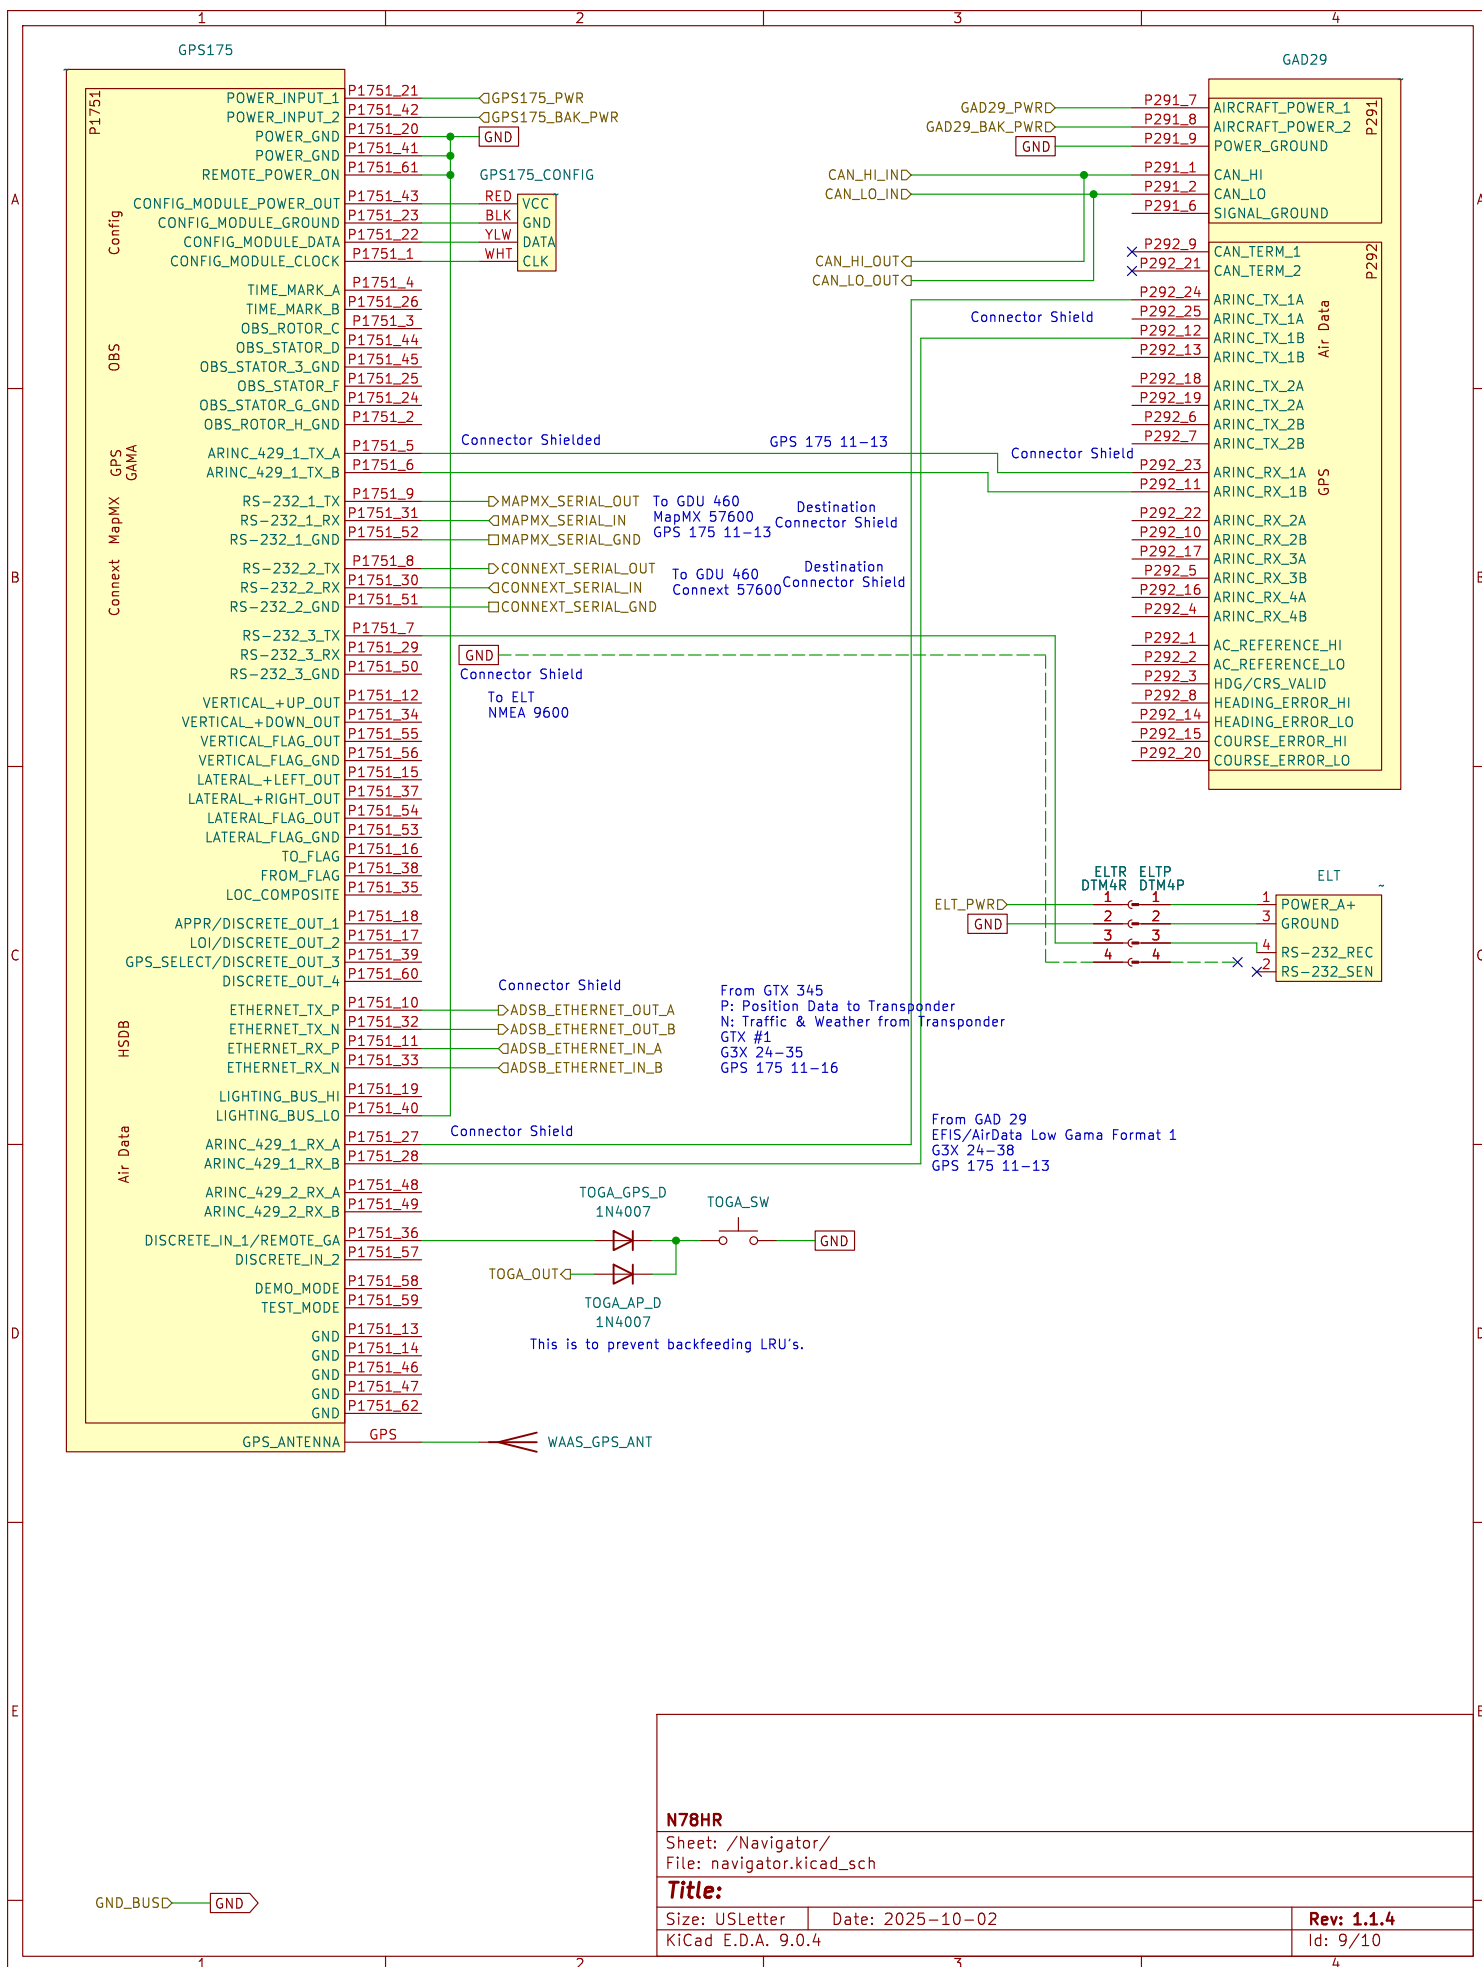 1 2 3 4
GPS175
P1751
POWER_INPUT_1 P1751_21 GPS175_PWR
POWER_INPUT_2 P1751_42 GPS175_BAK_PWR
POWER_GND P1751_20 GND
POWER_GND P1751_41
REMOTE_POWER_ON P1751_61
Config
CONFIG_MODULE_POWER_OUT P1751_43
CONFIG_MODULE_GROUND P1751_23
CONFIG_MODULE_DATA P1751_22
CONFIG_MODULE_CLOCK P1751_1
GPS175_CONFIG
RED VCC
BLK GND
YLW DATA
WHT CLK
TIME_MARK_A P1751_4
TIME_MARK_B P1751_26
OBS
OBS_ROTOR_C P1751_3
OBS_STATOR_D P1751_44
OBS_STATOR_3_GND P1751_45
OBS_STATOR_F P1751_25
OBS_STATOR_G_GND P1751_24
OBS_ROTOR_H_GND P1751_2
GPS
GAMA
ARINC_429_1_TX_A P1751_5
ARINC_429_1_TX_B P1751_6
Connector Shielded
GPS 175 11-13
Connector Shield
MapMX
RS-232_1_TX P1751_9 MAPMX_SERIAL_OUT
RS-232_1_RX P1751_31 MAPMX_SERIAL_IN
RS-232_1_GND P1751_52 MAPMX_SERIAL_GND
To GDU 460
MapMX 57600
GPS 175 11-13
Destination
Connector Shield
Connext
RS-232_2_TX P1751_8 CONNEXT_SERIAL_OUT
RS-232_2_RX P1751_30 CONNEXT_SERIAL_IN
RS-232_2_GND P1751_51 CONNEXT_SERIAL_GND
To GDU 460
Connext 57600
Destination
Connector Shield
RS-232_3_TX P1751_7
RS-232_3_RX P1751_29
RS-232_3_GND P1751_50
GND
Connector Shield
To ELT
NMEA 9600
VERTICAL_+UP_OUT P1751_12
VERTICAL_+DOWN_OUT P1751_34
VERTICAL_FLAG_OUT P1751_55
VERTICAL_FLAG_GND P1751_56
LATERAL_+LEFT_OUT P1751_15
LATERAL_+RIGHT_OUT P1751_37
LATERAL_FLAG_OUT P1751_54
LATERAL_FLAG_GND P1751_53
TO_FLAG P1751_16
FROM_FLAG P1751_38
LOC_COMPOSITE P1751_35
APPR/DISCRETE_OUT_1 P1751_18
LOI/DISCRETE_OUT_2 P1751_17
GPS_SELECT/DISCRETE_OUT_3 P1751_39
DISCRETE_OUT_4 P1751_60
HSDB
Connector Shield
ETHERNET_TX_P P1751_10 ADSB_ETHERNET_OUT_A
ETHERNET_TX_N P1751_32 ADSB_ETHERNET_OUT_B
ETHERNET_RX_P P1751_11 ADSB_ETHERNET_IN_A
ETHERNET_RX_N P1751_33 ADSB_ETHERNET_IN_B
From GTX 345
P: Position Data to Transponder
N: Traffic & Weather from Transponder
GTX #1
G3X 24-35
GPS 175 11-16
LIGHTING_BUS_HI P1751_19
LIGHTING_BUS_LO P1751_40
Air Data
Connector Shield
ARINC_429_1_RX_A P1751_27
ARINC_429_1_RX_B P1751_28
From GAD 29
EFIS/AirData Low Gama Format 1
G3X 24-38
GPS 175 11-13
ARINC_429_2_RX_A P1751_48
ARINC_429_2_RX_B P1751_49
DISCRETE_IN_1/REMOTE_GA P1751_36
DISCRETE_IN_2 P1751_57
TOGA_GPS_D
1N4007
TOGA_SW
GND
TOGA_OUT
TOGA_AP_D
1N4007
This is to prevent backfeeding LRU's.
DEMO_MODE P1751_58
TEST_MODE P1751_59
GND P1751_13
GND P1751_14
GND P1751_46
GND P1751_47
GND P1751_62
GPS_ANTENNA GPS WAAS_GPS_ANT
GAD29
P291
GAD29_PWR P291_7 AIRCRAFT_POWER_1
GAD29_BAK_PWR P291_8 AIRCRAFT_POWER_2
GND P291_9 POWER_GROUND
CAN_HI_IN P291_1 CAN_HI
CAN_LO_IN P291_2 CAN_LO
P291_6 SIGNAL_GROUND
CAN_HI_OUT
CAN_LO_OUT
P292
P292_9 CAN_TERM_1
P292_21 CAN_TERM_2
Connector Shield
Air Data
P292_24 ARINC_TX_1A
P292_25 ARINC_TX_1A
P292_12 ARINC_TX_1B
P292_13 ARINC_TX_1B
P292_18 ARINC_TX_2A
P292_19 ARINC_TX_2A
P292_6 ARINC_TX_2B
P292_7 ARINC_TX_2B
GPS
P292_23 ARINC_RX_1A
P292_11 ARINC_RX_1B
P292_22 ARINC_RX_2A
P292_10 ARINC_RX_2B
P292_17 ARINC_RX_3A
P292_5 ARINC_RX_3B
P292_16 ARINC_RX_4A
P292_4 ARINC_RX_4B
P292_1 AC_REFERENCE_HI
P292_2 AC_REFERENCE_LO
P292_3 HDG/CRS_VALID
P292_8 HEADING_ERROR_HI
P292_14 HEADING_ERROR_LO
P292_15 COURSE_ERROR_HI
P292_20 COURSE_ERROR_LO
ELTR ELTP
DTM4R DTM4P
ELT
~
ELT_PWR 1 1 1 POWER_A+
GND 2 2 3 GROUND
3 3 4 RS-232_REC
4 4 2 RS-232_SEN
A A
B B
C C
D D
E E
GND_BUS GND
N78HR
Sheet: /Navigator/
File: navigator.kicad_sch
Title:
Size: USLetter Date: 2025-10-02 Rev: 1.1.4
KiCad E.D.A. 9.0.4 Id: 9/10
1 2 3 4